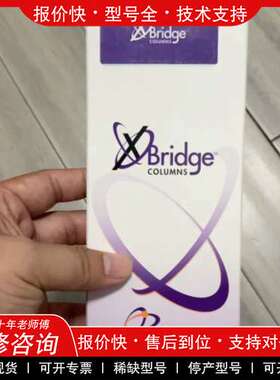 报价快·型号全·技术支持
XBridge™
COLUMNS
XBridge™
COLUMNS
十年老师傅
修咨询
报价快·售后到位·支持对
现货 | 可开专票 | 稀缺型号 | 停产型号